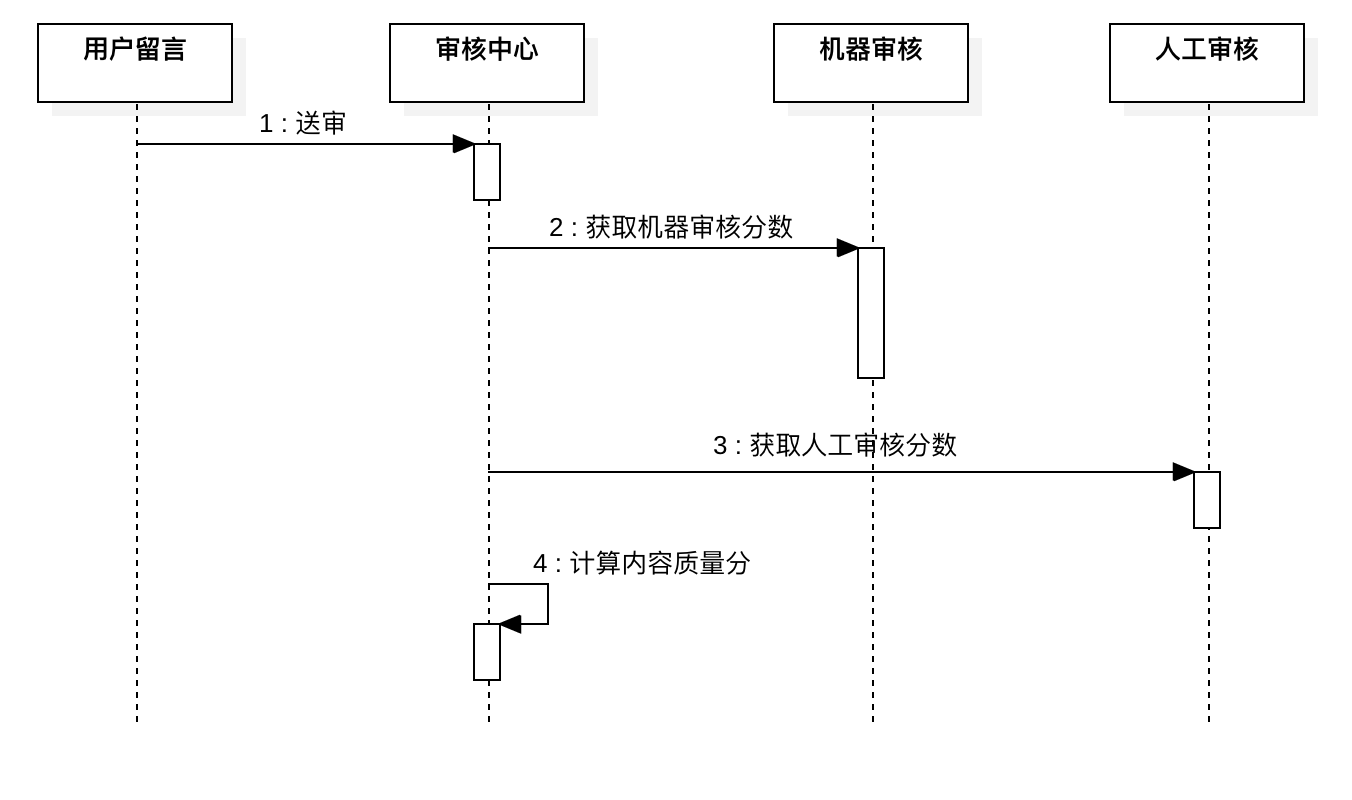 用户留言
审核中心
机器审核
人工审核
1 : 送审
2 : 获取机器审核分数
3 : 获取人工审核分数
4 : 计算内容质量分